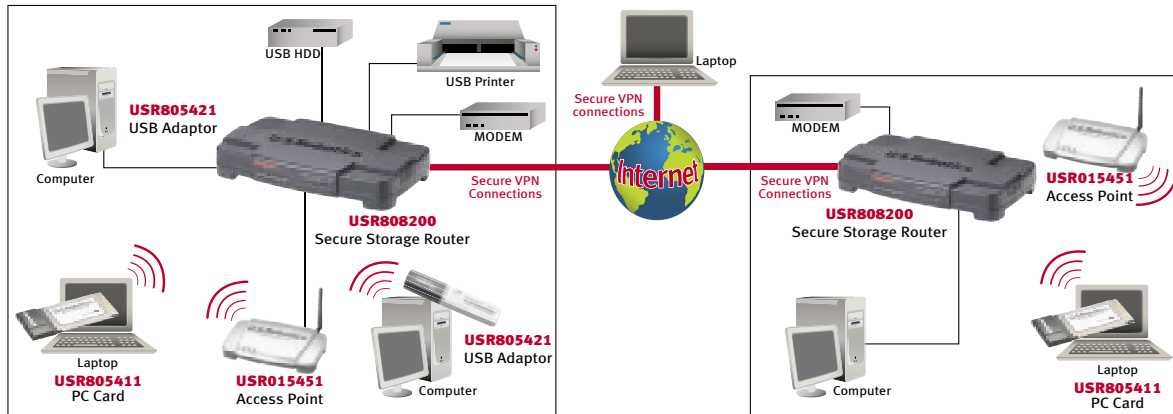 USB HDD
USB Printer
USR805421
USB Adaptor
MODEM
Computer
Secure VPN
Connections
USR808200
Secure Storage Router
Laptop
USR805411
PC Card
USR015451
Access Point
USR805421
USB Adaptor
Computer
Laptop
Secure VPN
connections
Internet
Secure VPN
Connections
MODEM
USR015451
Access Point
USR808200
Secure Storage Router
Computer
Laptop
USR805411
PC Card